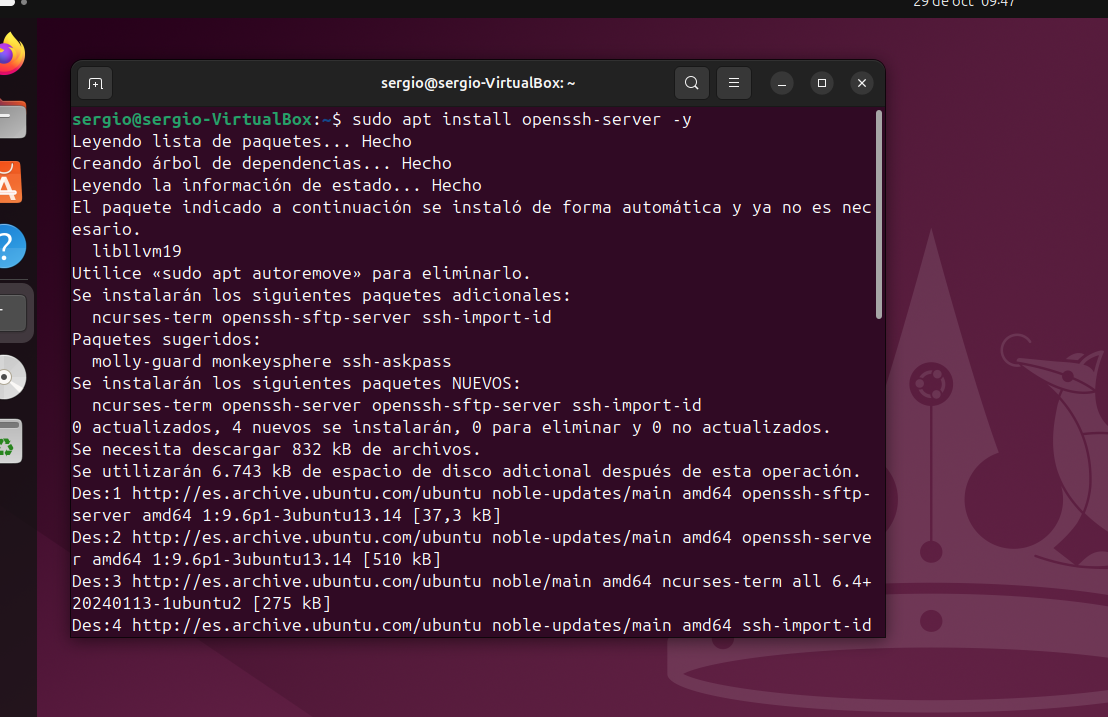 29 de oct 09:47
sergio@sergio-VirtualBox: ~
sergio@sergio-VirtualBox:~$ sudo apt install openssh-server -y
Leyendo lista de paquetes... Hecho
Creando árbol de dependencias... Hecho
Leyendo la información de estado... Hecho
El paquete indicado a continuación se instaló de forma automática y ya no es nec
esario.
  libllvm19
Utilice «sudo apt autoremove» para eliminarlo.
Se instalarán los siguientes paquetes adicionales:
  ncurses-term openssh-sftp-server ssh-import-id
Paquetes sugeridos:
  molly-guard monkeysphere ssh-askpass
Se instalarán los siguientes paquetes NUEVOS:
  ncurses-term openssh-server openssh-sftp-server ssh-import-id
0 actualizados, 4 nuevos se instalarán, 0 para eliminar y 0 no actualizados.
Se necesita descargar 832 kB de archivos.
Se utilizarán 6.743 kB de espacio de disco adicional después de esta operación.
Des:1 http://es.archive.ubuntu.com/ubuntu noble-updates/main amd64 openssh-sftp-
server amd64 1:9.6p1-3ubuntu13.14 [37,3 kB]
Des:2 http://es.archive.ubuntu.com/ubuntu noble-updates/main amd64 openssh-serve
r amd64 1:9.6p1-3ubuntu13.14 [510 kB]
Des:3 http://es.archive.ubuntu.com/ubuntu noble/main amd64 ncurses-term all 6.4+
20240113-1ubuntu2 [275 kB]
Des:4 http://es.archive.ubuntu.com/ubuntu noble-updates/main amd64 ssh-import-id